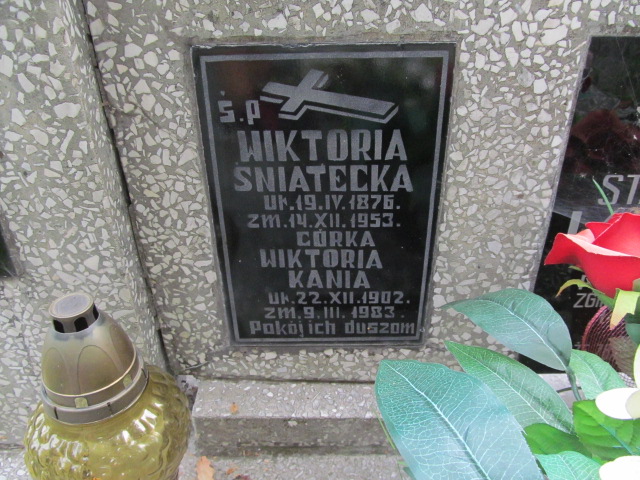 Ś.P
WIKTORIA
SNIATECKA
UR.19.IV.1876.
ZM.14.XII.1953.
CÓRKA
WIKTORIA
KANIA
UR.22.XII.1902.
ZM.9.III.1983.
Pokój ich duszom
ST